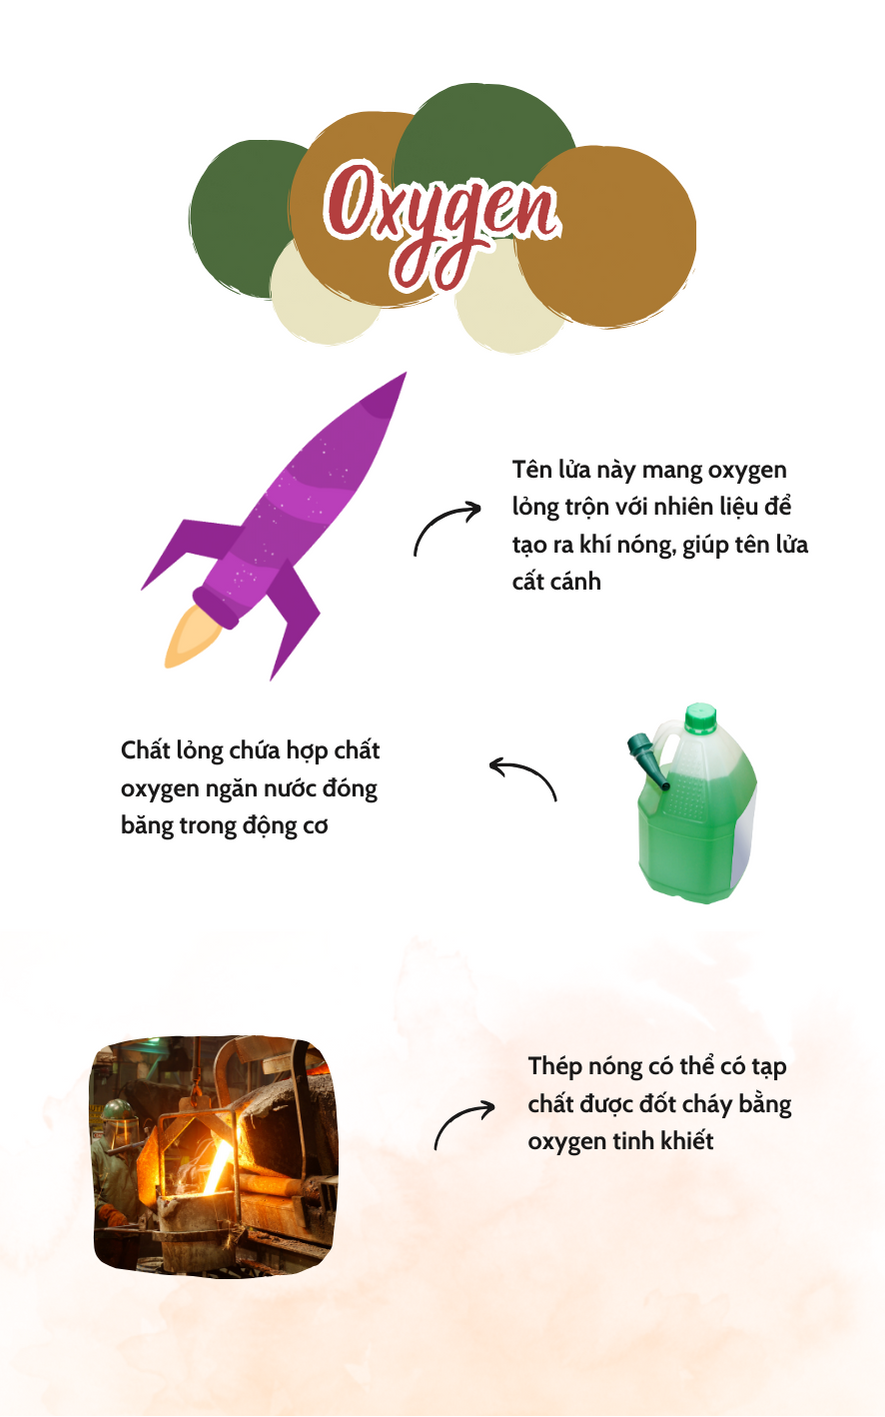 Oxygen
Tên lửa này mang oxygen
lỏng trộn với nhiên liệu để
tạo ra khí nóng, giúp tên lửa
cất cánh
Chất lỏng chứa hợp chất
oxygen ngăn nước đóng
băng trong động cơ
Thép nóng có thể có tạp
chất được đốt cháy bằng
oxygen tinh khiết